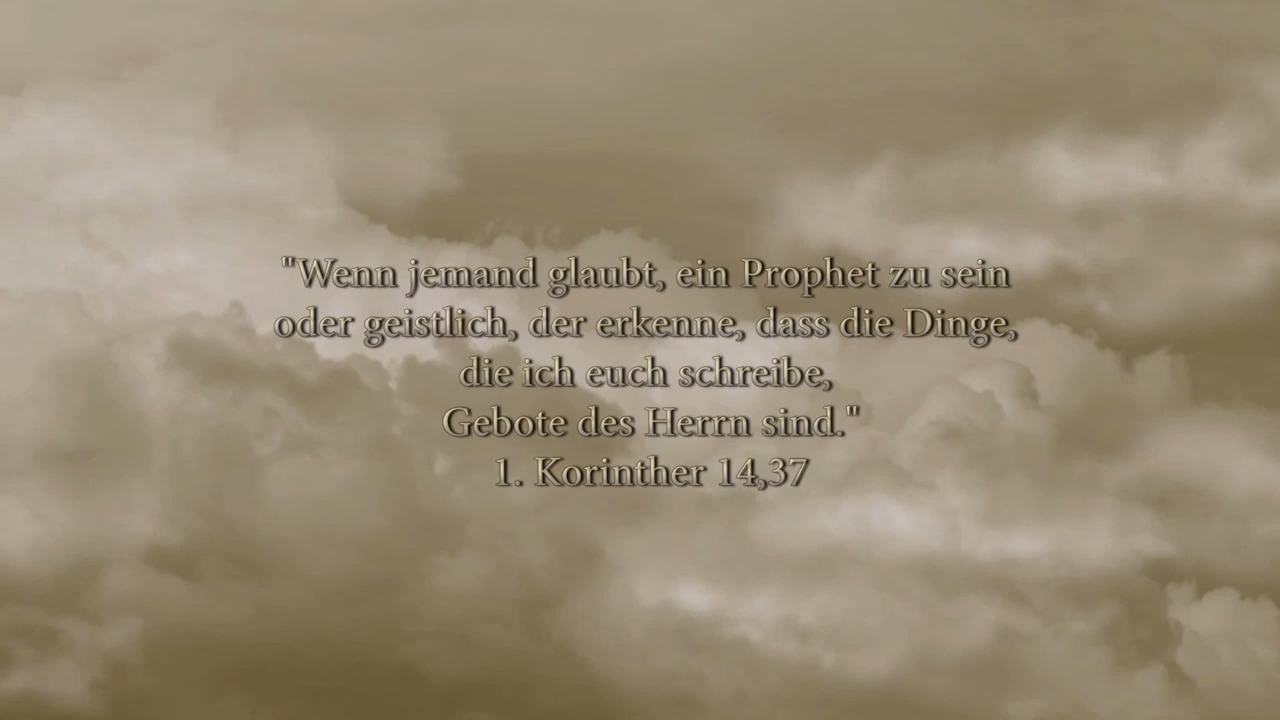 "Wenn jemand glaubt, ein Prophet zu sein
oder geistlich, der erkenne, dass die Dinge,
die ich euch schreibe,
Gebote des Herrn sind."
1. Korinther 14,37